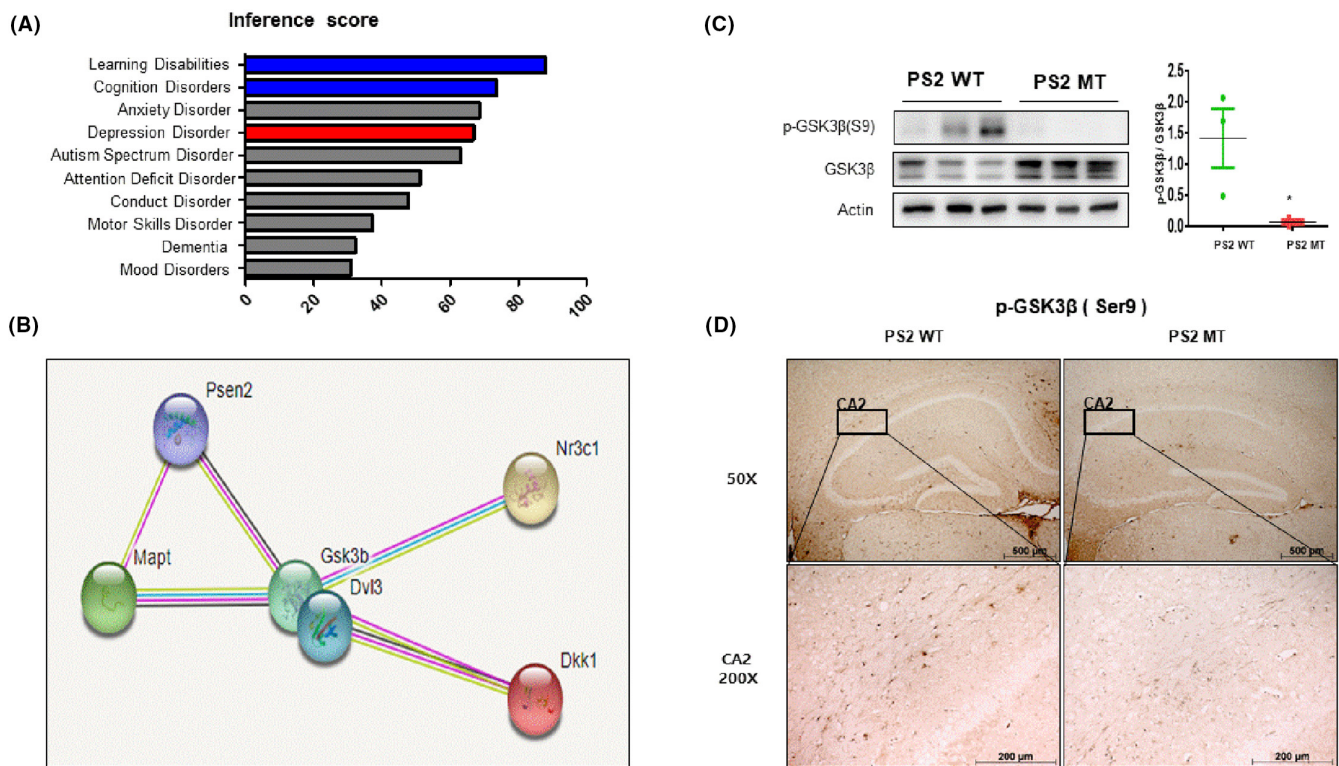 (A)
Inference score
Learning Disabilities
Cognition Disorders
Anxiety Disorder
Depression Disorder
Autism Spectrum Disorder
Attention Deficit Disorder
Conduct Disorder
Motor Skills Disorder
Dementia
Mood Disorders
0 20 40 60 80 100
(B)
Psen2
Nr3c1
Mapt
Gsk3b
Dvl3
Dkk1
(C)
PS2 WT PS2 MT
p-GSK3β(S9)
GSK3β
Actin
p-GSK3β / GSK3β
2.5
2.0
1.5
1.0
0.5
0.0
*
PS2 WT PS2 MT
p-GSK3β ( Ser9 )
(D)
PS2 WT PS2 MT
CA2 CA2
50X
500 μm 500 μm
CA2
200X
200 μm 200 μm